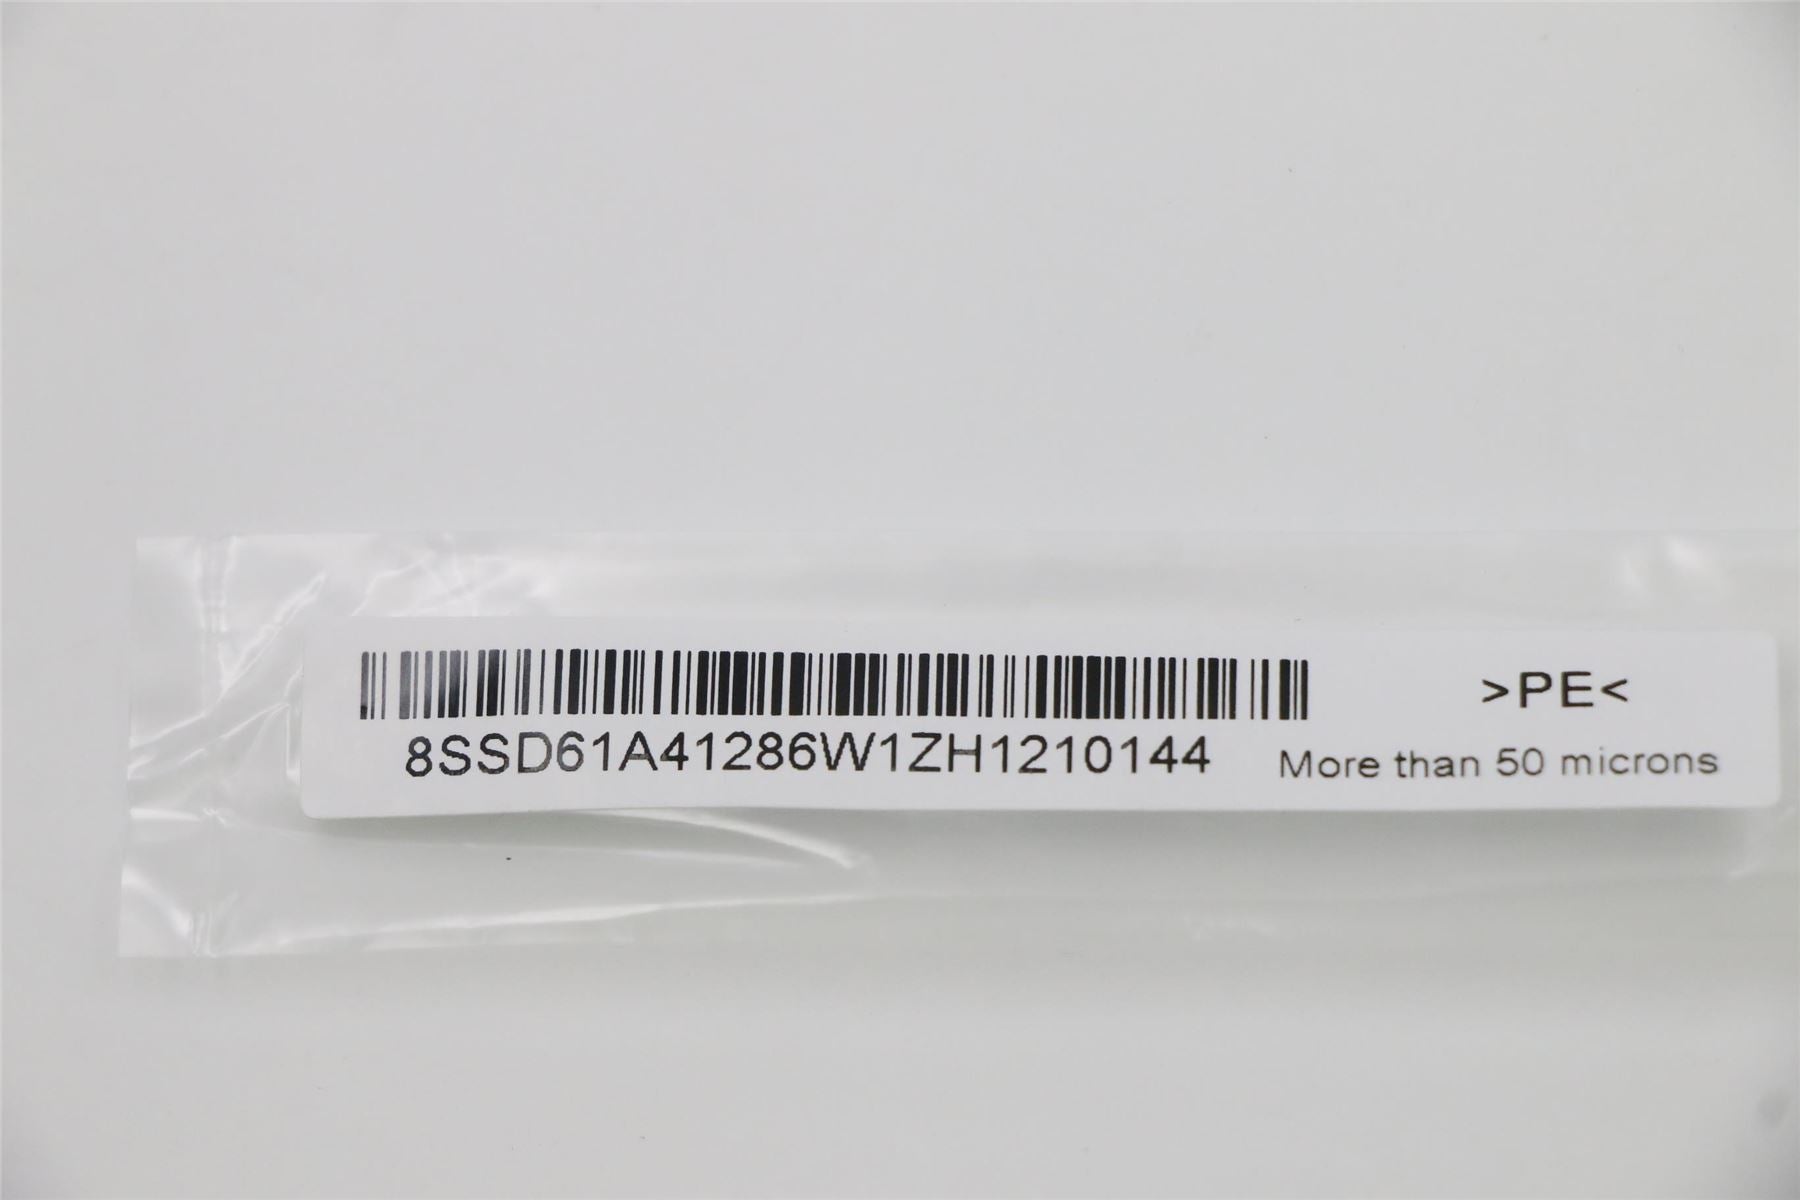 >PE<
8SSD61A41286W1ZH1210144
More than 50 microns